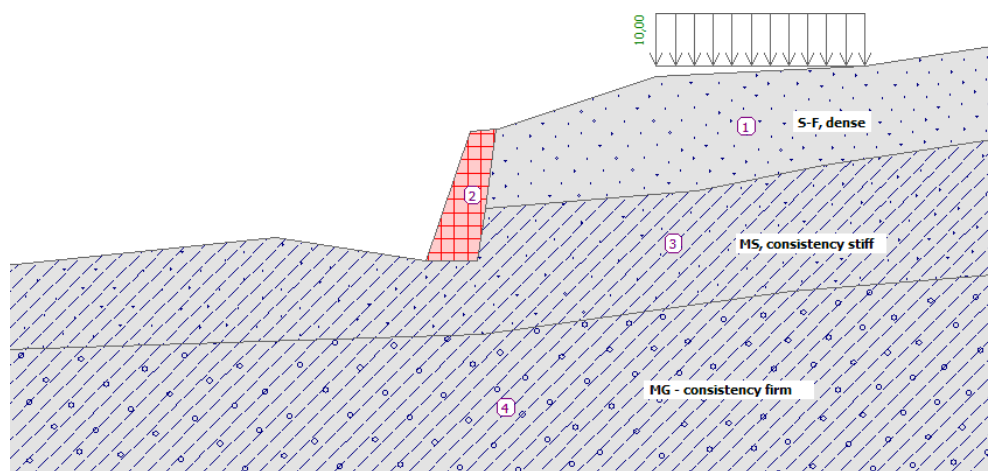 10,00
1
S-F, dense
2
3
MS, consistency stiff
MG - consistency firm
4